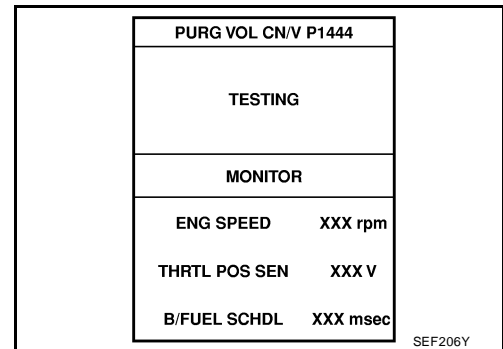 PURG VOL CN/V P1444
TESTING
MONITOR
ENG SPEED XXX rpm
THRTL POS SEN XXX V
B/FUEL SCHDL XXX msec
SEF206Y